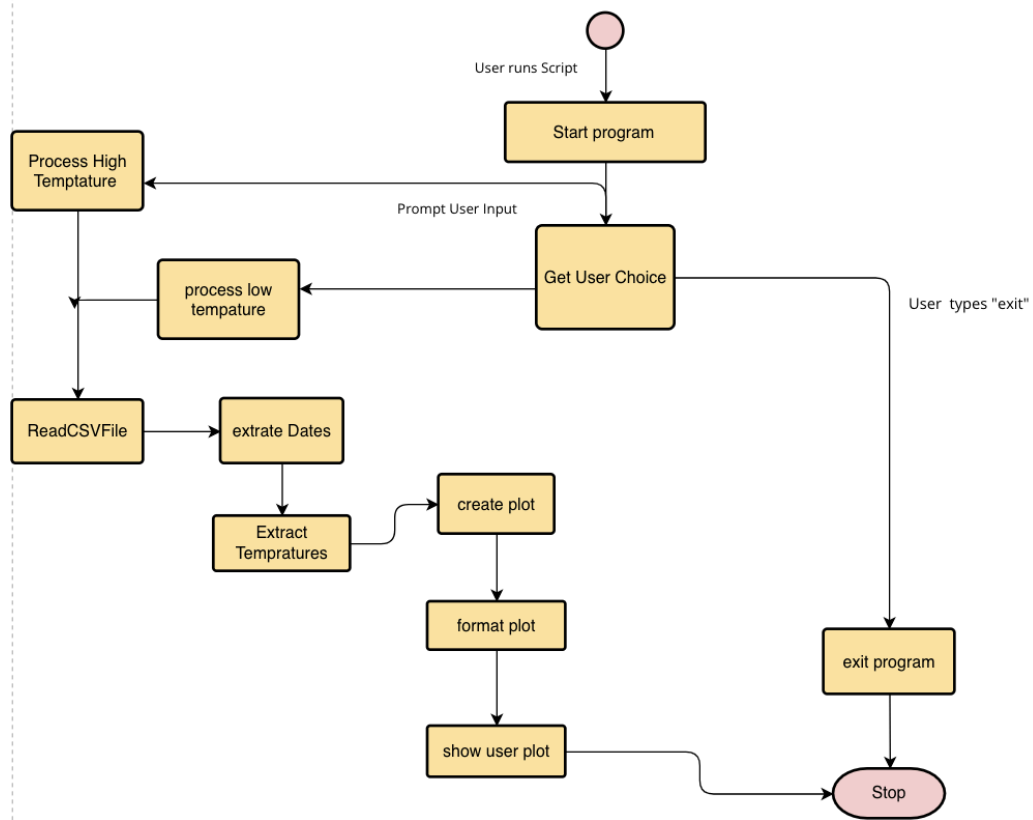 User runs Script
Start program
Process High
Temptature
Prompt User Input
Get User Choice
process low
tempature
User types "exit"
ReadCSVFile
extrate Dates
create plot
Extract
Tempratures
format plot
exit program
show user plot
Stop